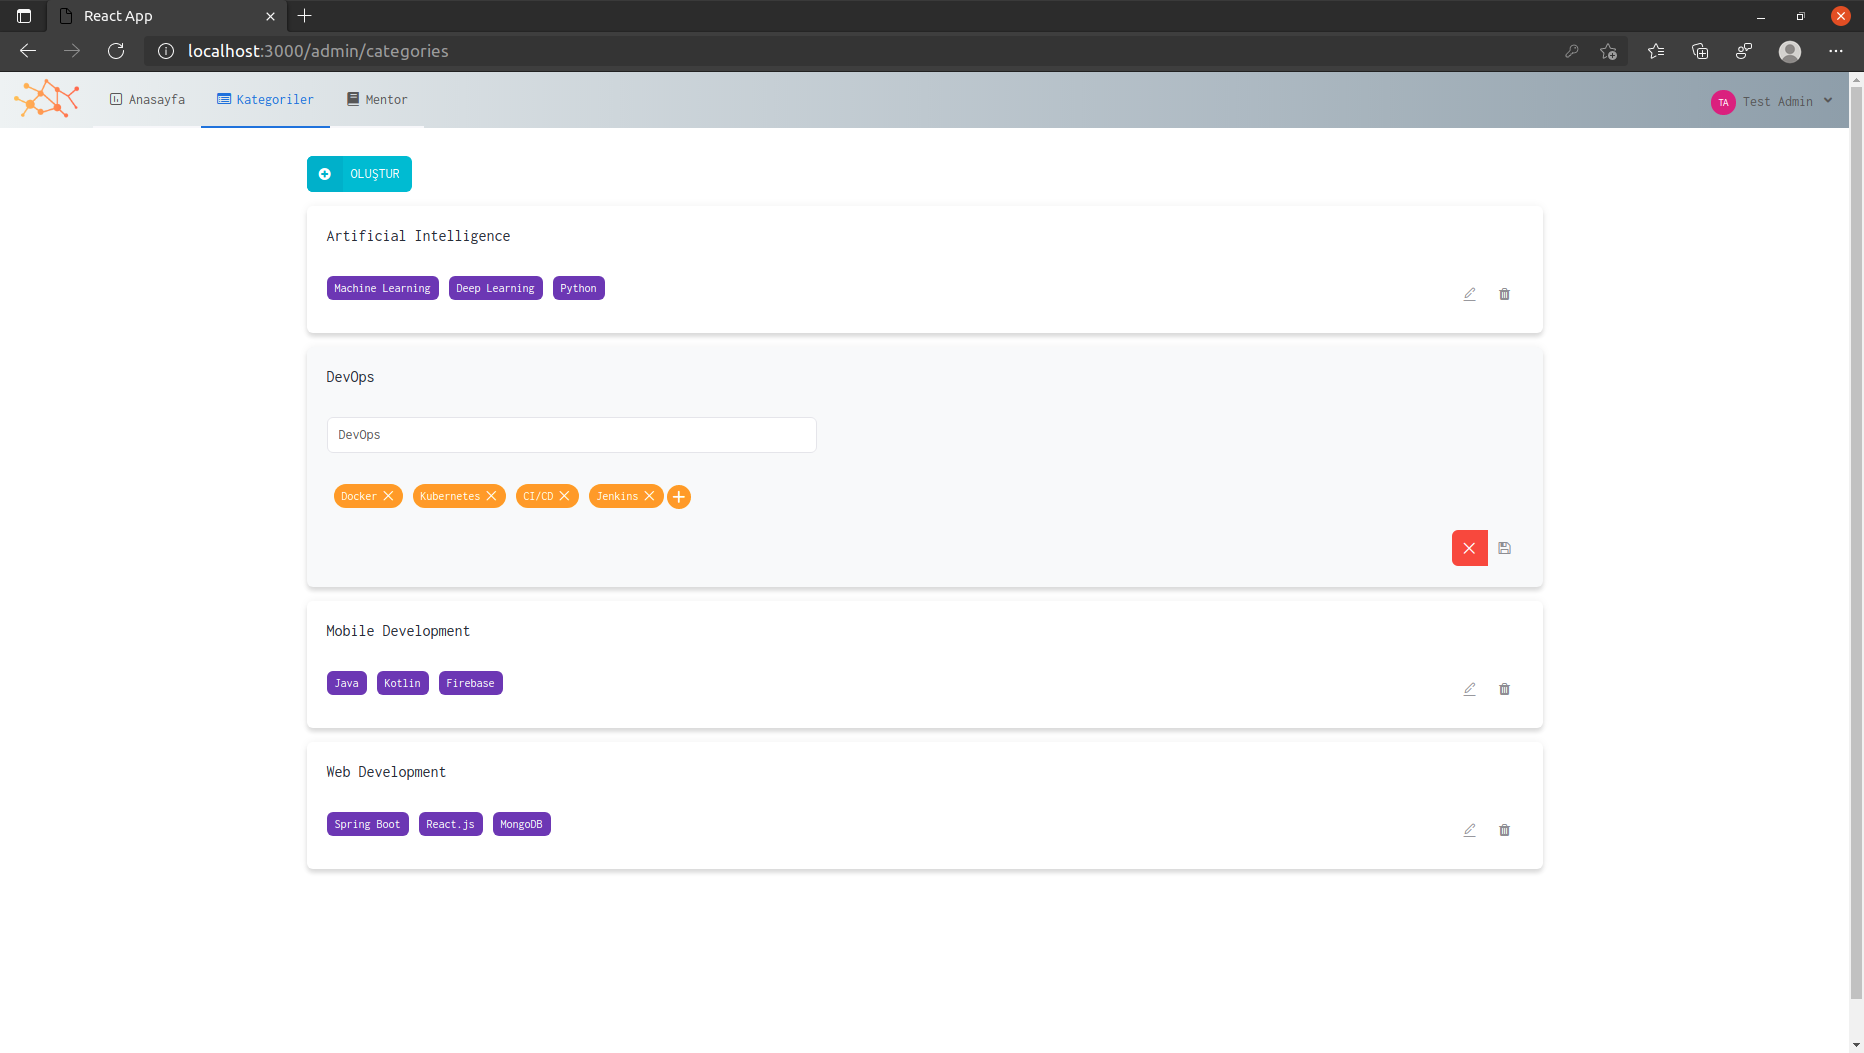 React App
localhost:3000/admin/categories
Anasayfa Kategoriler Mentor TA Test Admin
OLUŞTUR
Artificial Intelligence
Machine Learning Deep Learning Python
DevOps
DevOps
Docker Kubernetes CI/CD Jenkins
Mobile Development
Java Kotlin Firebase
Web Development
Spring Boot React.js MongoDB